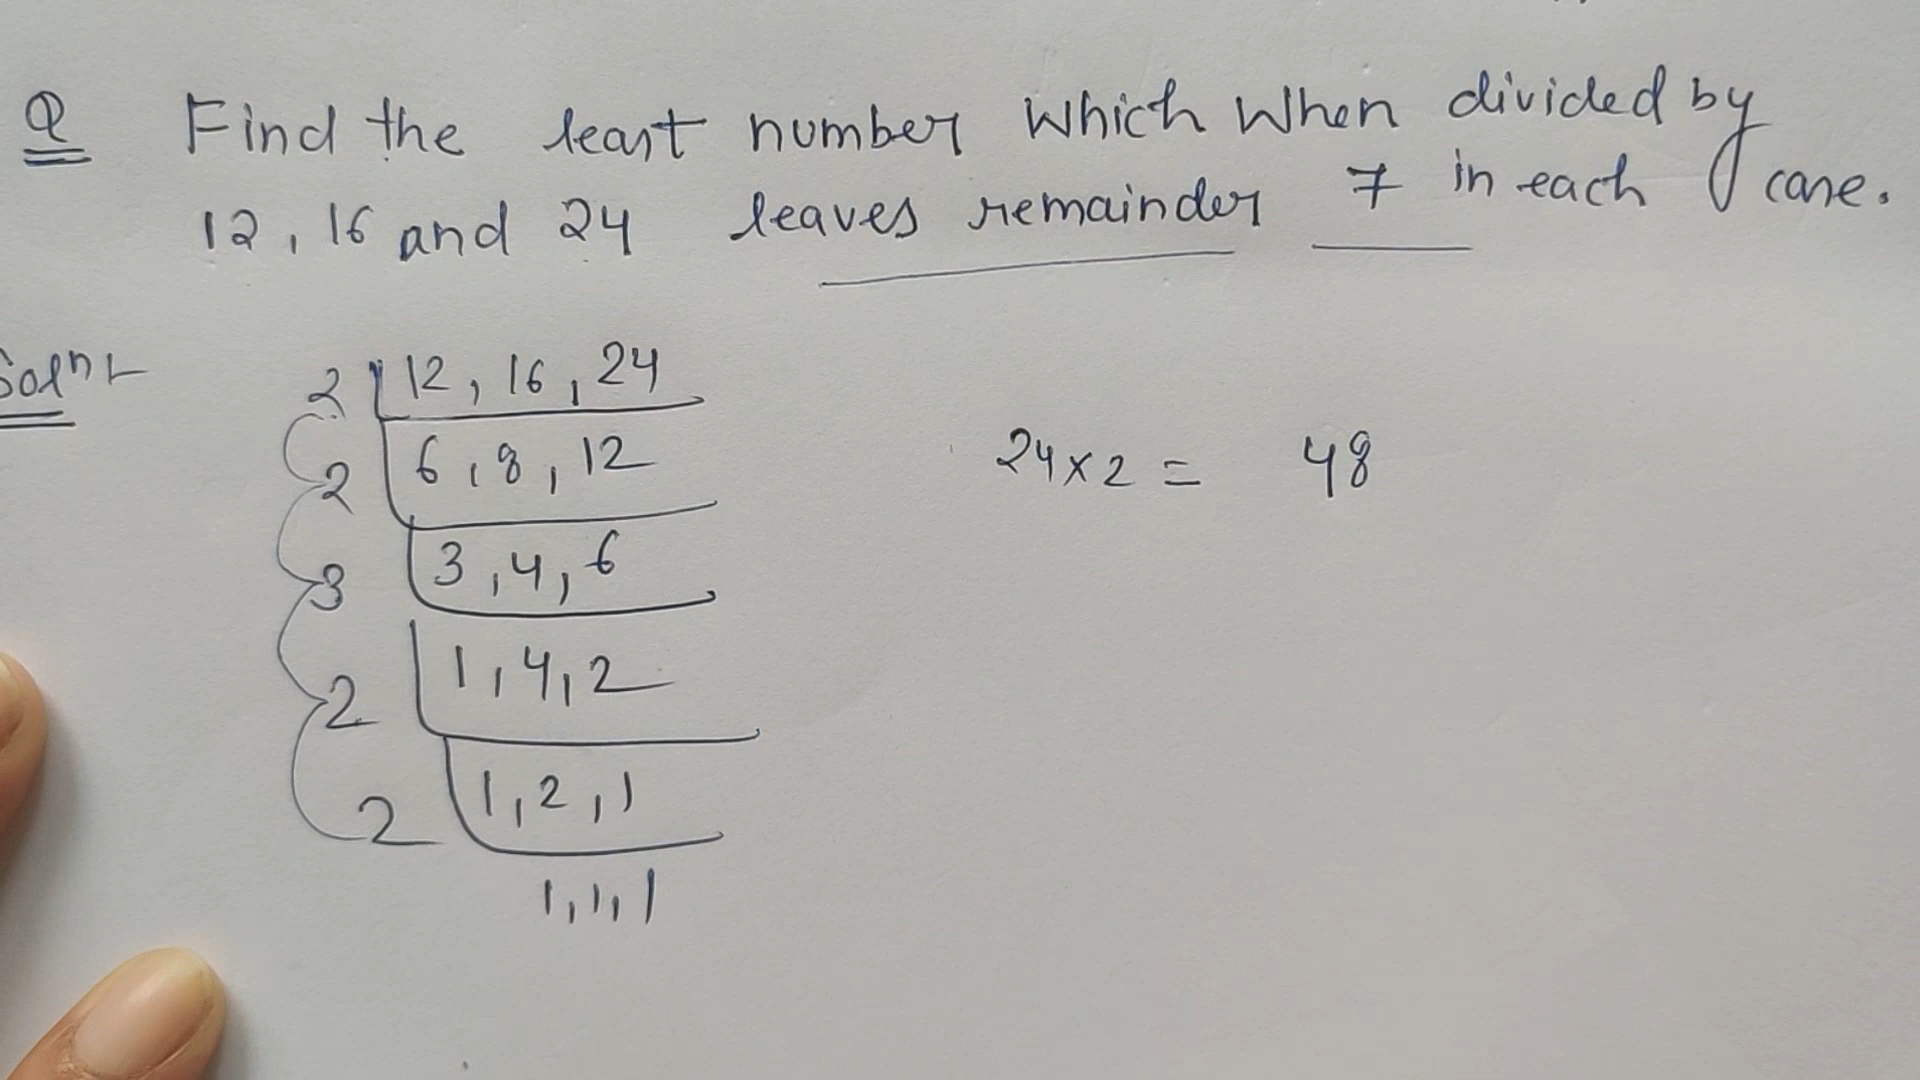 Q Find the least number which when divided by
12, 16 and 24 leaves remainder 7 in each case.
Soln
2 | 12, 16, 24
2 | 6, 8, 12
3 | 3, 4, 6
2 | 1, 4, 2
2 | 1, 2, 1
1, 1, 1
24 x 2 = 48